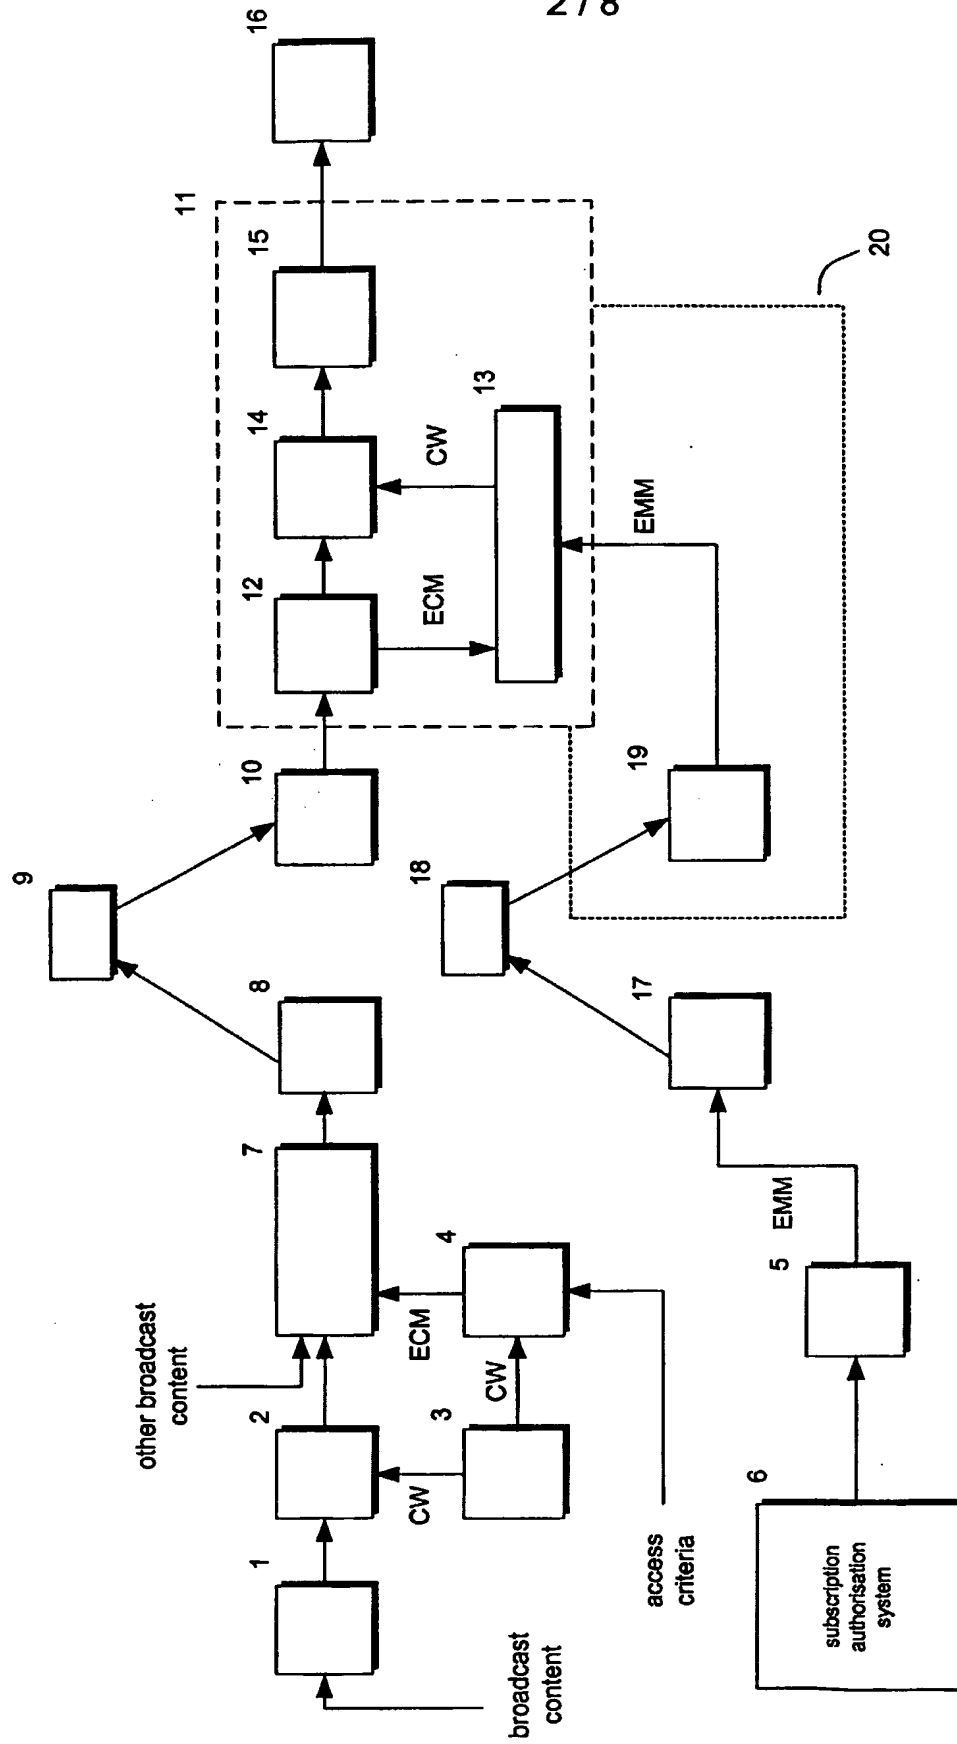 2 / 8
broadcast
content
1
2
CW
3
CW
4
ECM
access
criteria
other broadcast
content
7
8
9
10
11
12
ECM
13
CW
14
15
16
subscription
authorisation
system
6
5
EMM
17
18
19
EMM
20